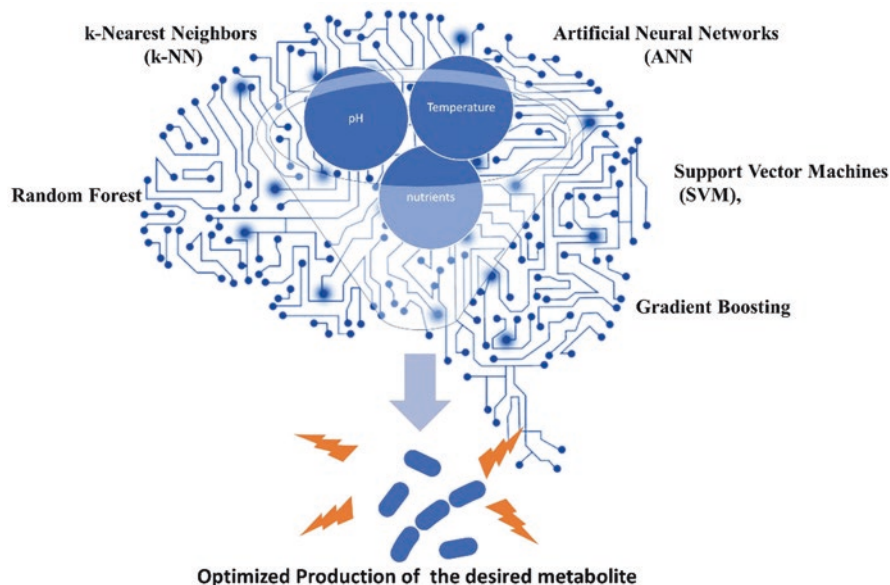 k-Nearest Neighbors
(k-NN)
Artificial Neural Networks
(ANN
pH
Temperature
nutrients
Random Forest
Support Vector Machines
(SVM),
Gradient Boosting
Optimized Production of the desired metabolite